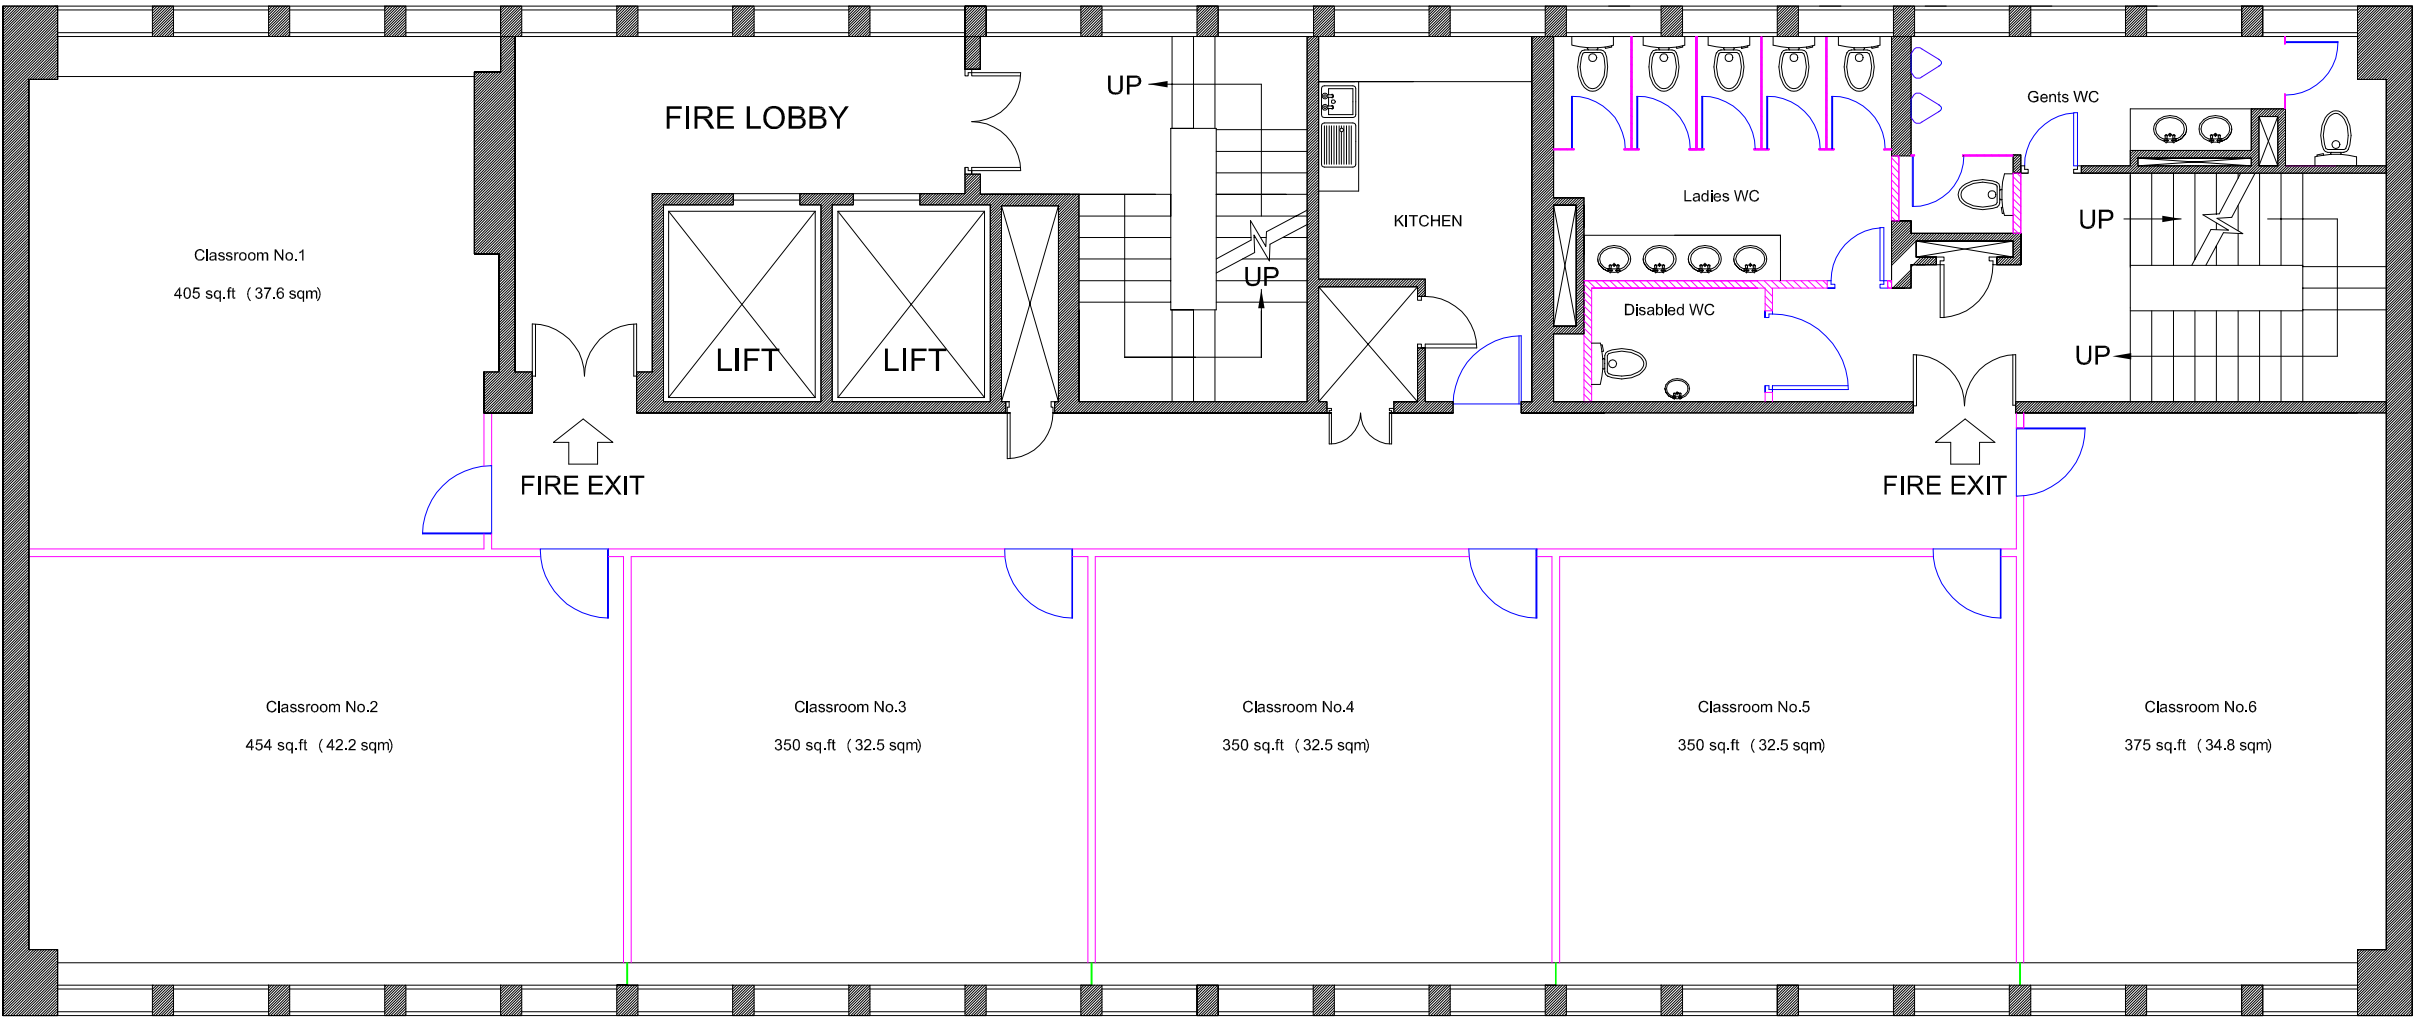 UP
FIRE LOBBY
Gents WC
Ladies WC
KITCHEN
UP
UP
Classroom No.1
405 sq.ft ( 37.6 sqm)
Disabled WC
LIFT
LIFT
UP
FIRE EXIT
FIRE EXIT
Classroom No.2
454 sq.ft ( 42.2 sqm)
Classroom No.3
350 sq.ft ( 32.5 sqm)
Classroom No.4
350 sq.ft ( 32.5 sqm)
Classroom No.5
350 sq.ft ( 32.5 sqm)
Classroom No.6
375 sq.ft ( 34.8 sqm)